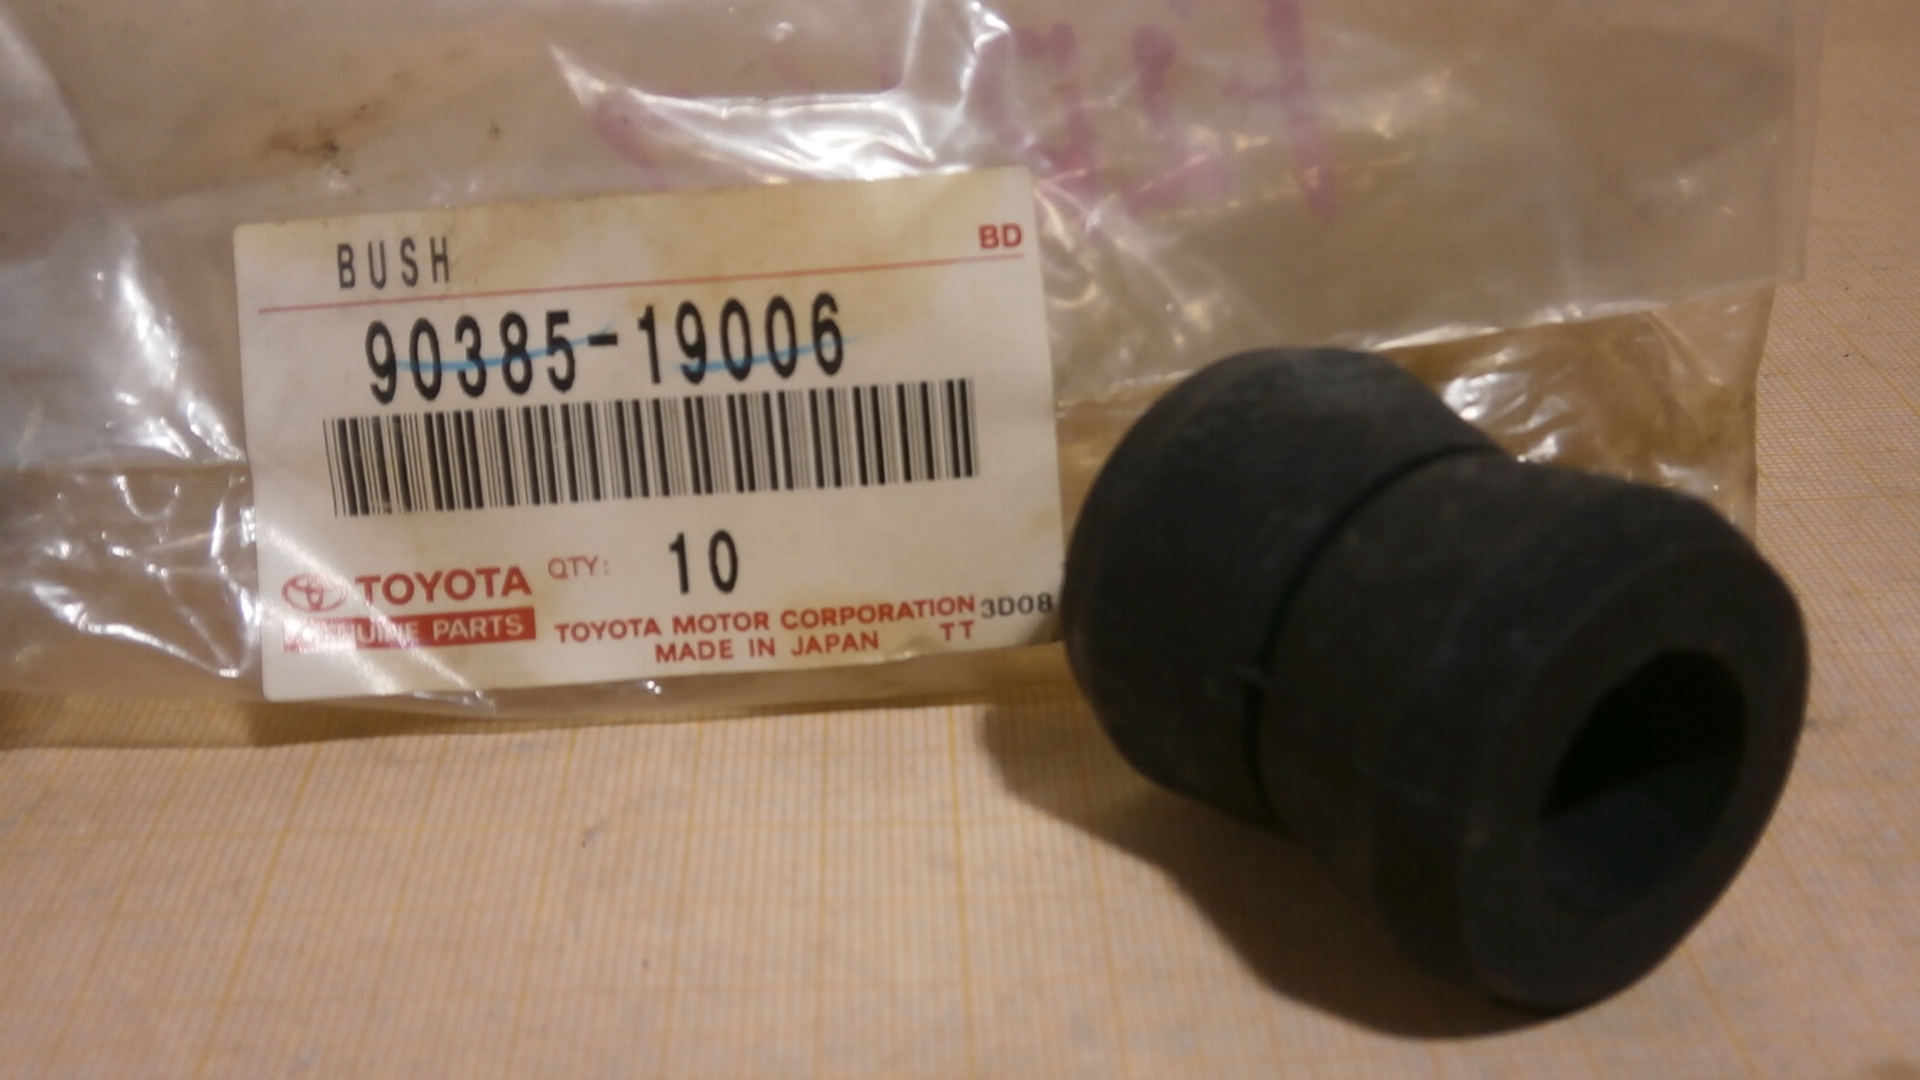 BUSH BD
90385-19006
QTY: 10
TOYOTA
GENUINE PARTS
TOYOTA MOTOR CORPORATION 3D08
MADE IN JAPAN TT